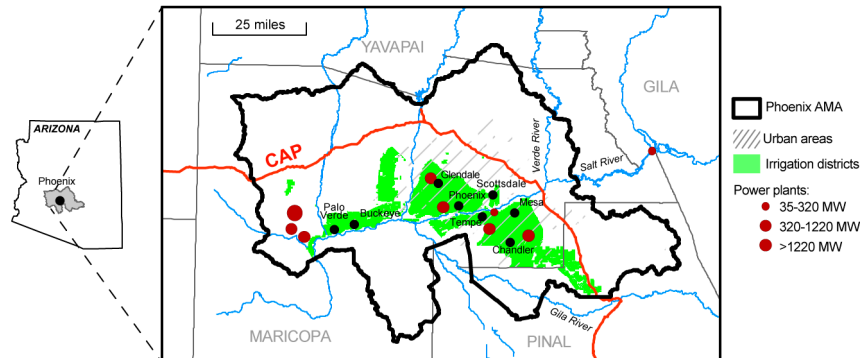 25 miles
YAVAPAI
GILA
ARIZONA
Phoenix
CAP
Verde River
Salt River
Glendale
Scottsdale
Phoenix
Mesa
Palo
Verde
Buckeye
Tempe
Chandler
Gila River
MARICOPA
PINAL
Phoenix AMA
Urban areas
Irrigation districts
Power plants:
35-320 MW
320-1220 MW
>1220 MW